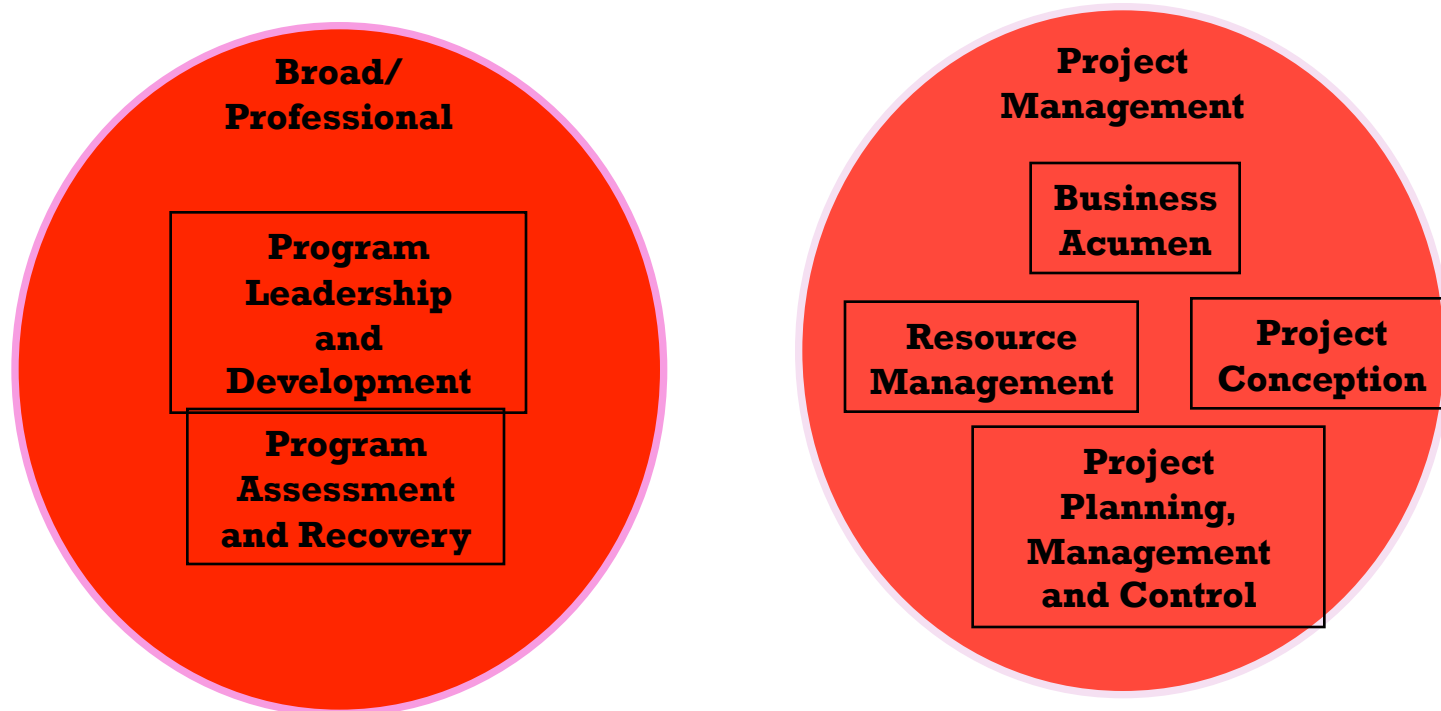 Broad/
Professional
Program
Leadership
and
Development
Program
Assessment
and Recovery
Project
Management
Business
Acumen
Resource
Management
Project
Conception
Project
Planning,
Management
and Control